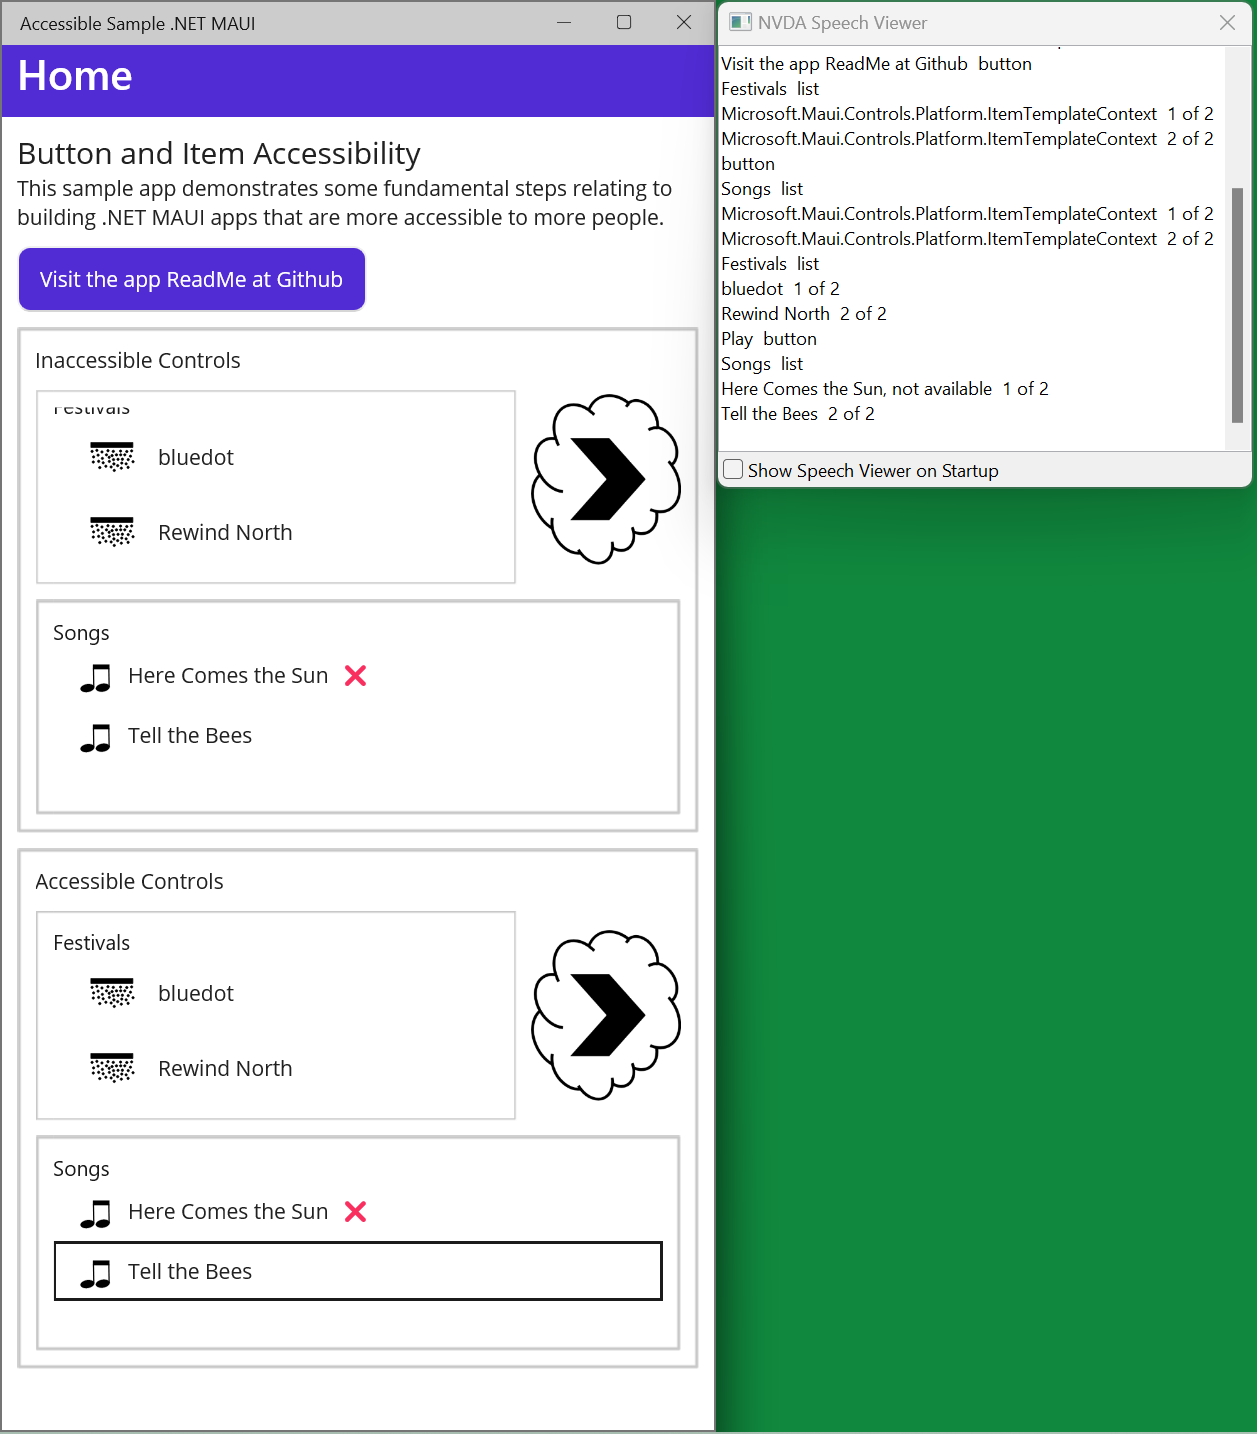 Accessible Sample .NET MAUI
Home
Button and Item Accessibility
This sample app demonstrates some fundamental steps relating to
building .NET MAUI apps that are more accessible to more people.
Visit the app ReadMe at Github
Inaccessible Controls
Festivals
bluedot
Rewind North
Songs
Here Comes the Sun
Tell the Bees
Accessible Controls
Festivals
bluedot
Rewind North
Songs
Here Comes the Sun
Tell the Bees
NVDA Speech Viewer
Visit the app ReadMe at Github button
Festivals list
Microsoft.Maui.Controls.Platform.ItemTemplateContext 1 of 2
Microsoft.Maui.Controls.Platform.ItemTemplateContext 2 of 2
button
Songs list
Microsoft.Maui.Controls.Platform.ItemTemplateContext 1 of 2
Microsoft.Maui.Controls.Platform.ItemTemplateContext 2 of 2
Festivals list
bluedot 1 of 2
Rewind North 2 of 2
Play button
Songs list
Here Comes the Sun, not available 1 of 2
Tell the Bees 2 of 2
Show Speech Viewer on Startup